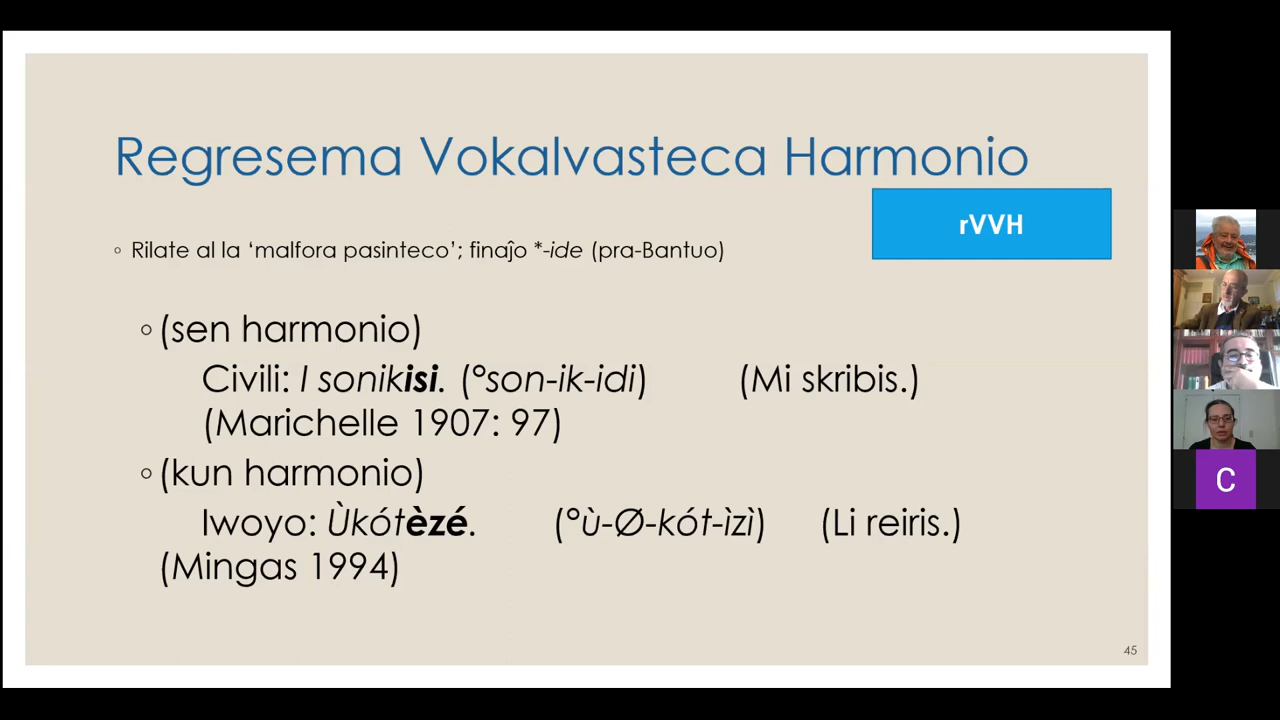 Regresema Vokalvasteca Harmonio
rVVH
◦ Rilate al la ‘malfora pasinteco’; finaĵo *-ide (pra-Bantuo)
◦(sen harmonio)
Civili: I sonikisi. (°son-ik-idi) (Mi skribis.)
(Marichelle 1907: 97)
◦(kun harmonio)
Iwoyo: Ùkótèzé. (°ù-Ø-kót-ìzì) (Li reiris.)
(Mingas 1994)
45
C